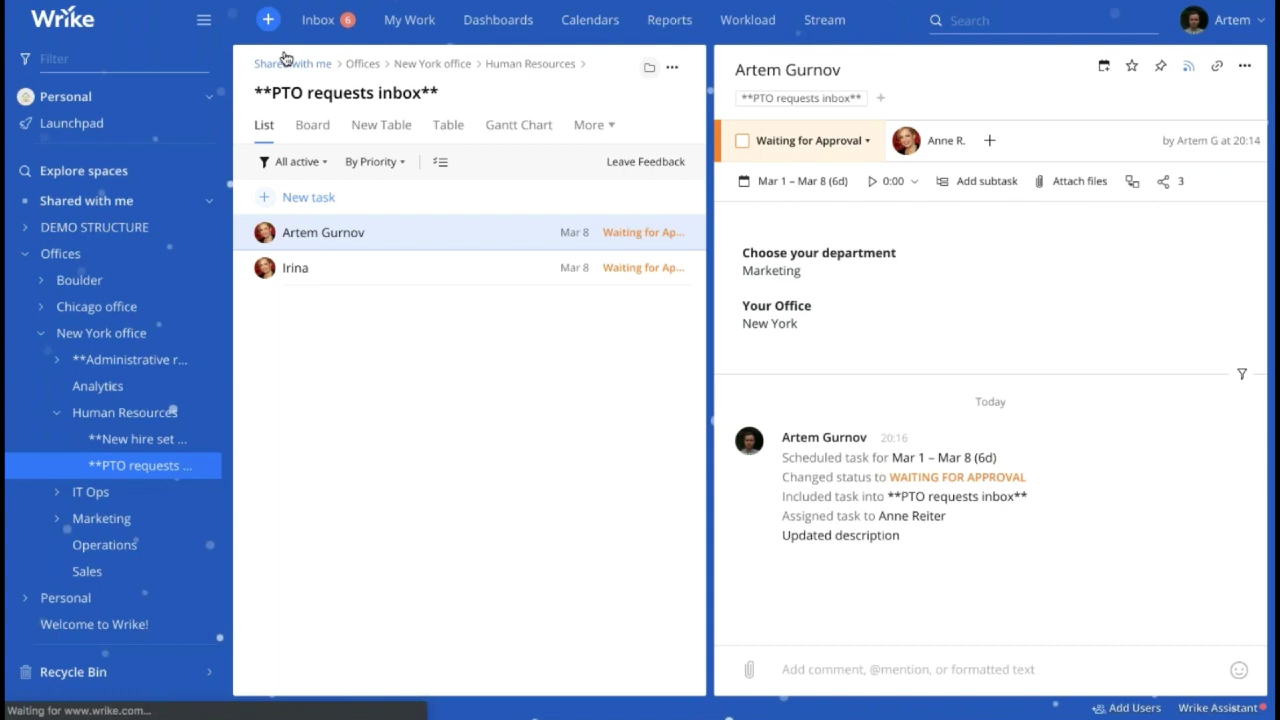 Wrike
Inbox 6
My Work
Dashboards
Calendars
Reports
Workload
Stream
Search
Artem
Filter
Personal
Launchpad
Explore spaces
Shared with me
DEMO STRUCTURE
Offices
Boulder
Chicago office
New York office
**Administrative r...
Analytics
Human Resources
**New hire set ...
**PTO requests ...
IT Ops
Marketing
Operations
Sales
Personal
Welcome to Wrike!
Recycle Bin
Waiting for www.wrike.com...
Shared with me > Offices > New York office > Human Resources >
**PTO requests inbox**
List Board New Table Table Gantt Chart More
All active By Priority Leave Feedback
+ New task
Artem Gurnov Mar 8 Waiting for Ap...
Irina Mar 8 Waiting for Ap...
Artem Gurnov
**PTO requests inbox** +
Waiting for Approval Anne R. + by Artem G at 20:14
Mar 1 – Mar 8 (6d) 0:00 Add subtask Attach files 3
Choose your department
Marketing
Your Office
New York
Today
Artem Gurnov 20:16
Scheduled task for Mar 1 – Mar 8 (6d)
Changed status to WAITING FOR APPROVAL
Included task into **PTO requests inbox**
Assigned task to Anne Reiter
Updated description
Add comment, @mention, or formatted text
Add Users
Wrike Assistant